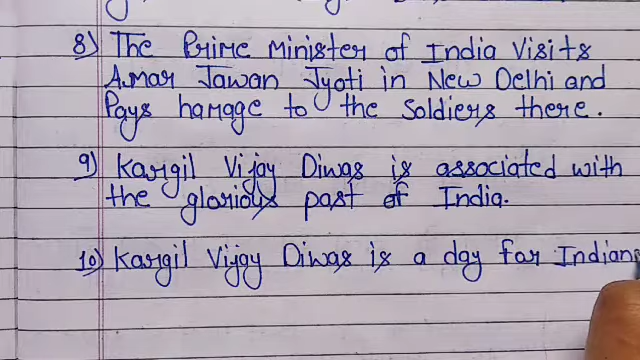 8) The Prime Minister of India Visits
Amar Jawan Jyoti in New Delhi and
Pays hamage to the Soldiers there.
9) Kargil Vijay Diwas is associated with
the glorious past of India.
10) Kargil Vijay Diwas is a day for Indians